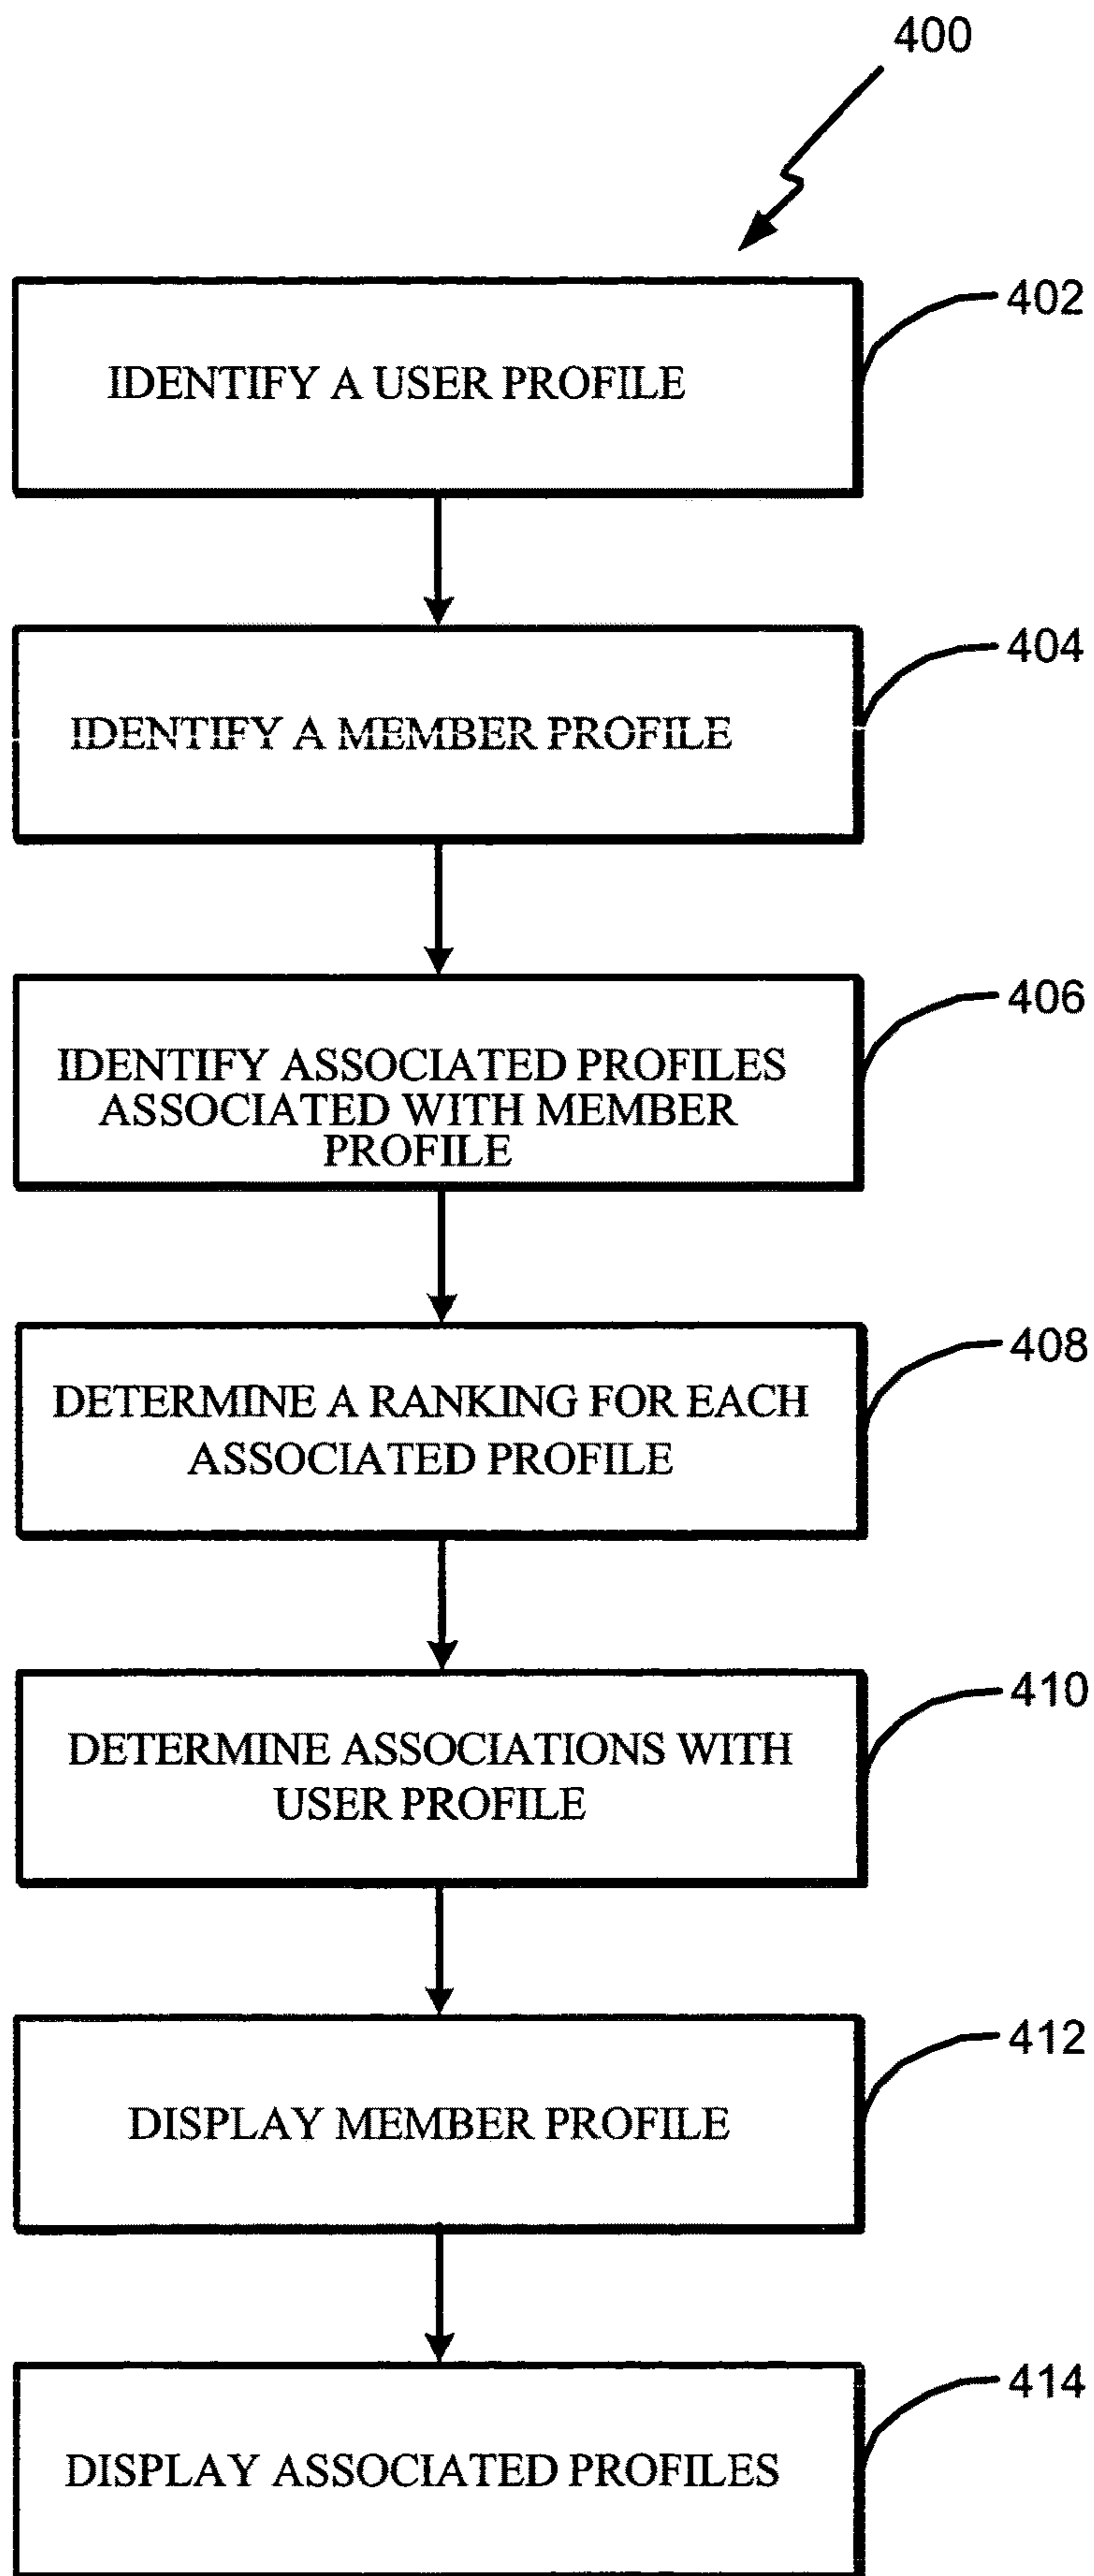 400
402
IDENTIFY A USER PROFILE
404
IDENTIFY A MEMBER PROFILE
406
IDENTIFY ASSOCIATED PROFILES
ASSOCIATED WITH MEMBER
PROFILE
408
DETERMINE A RANKING FOR EACH
ASSOCIATED PROFILE
410
DETERMINE ASSOCIATIONS WITH
USER PROFILE
412
DISPLAY MEMBER PROFILE
414
DISPLAY ASSOCIATED PROFILES